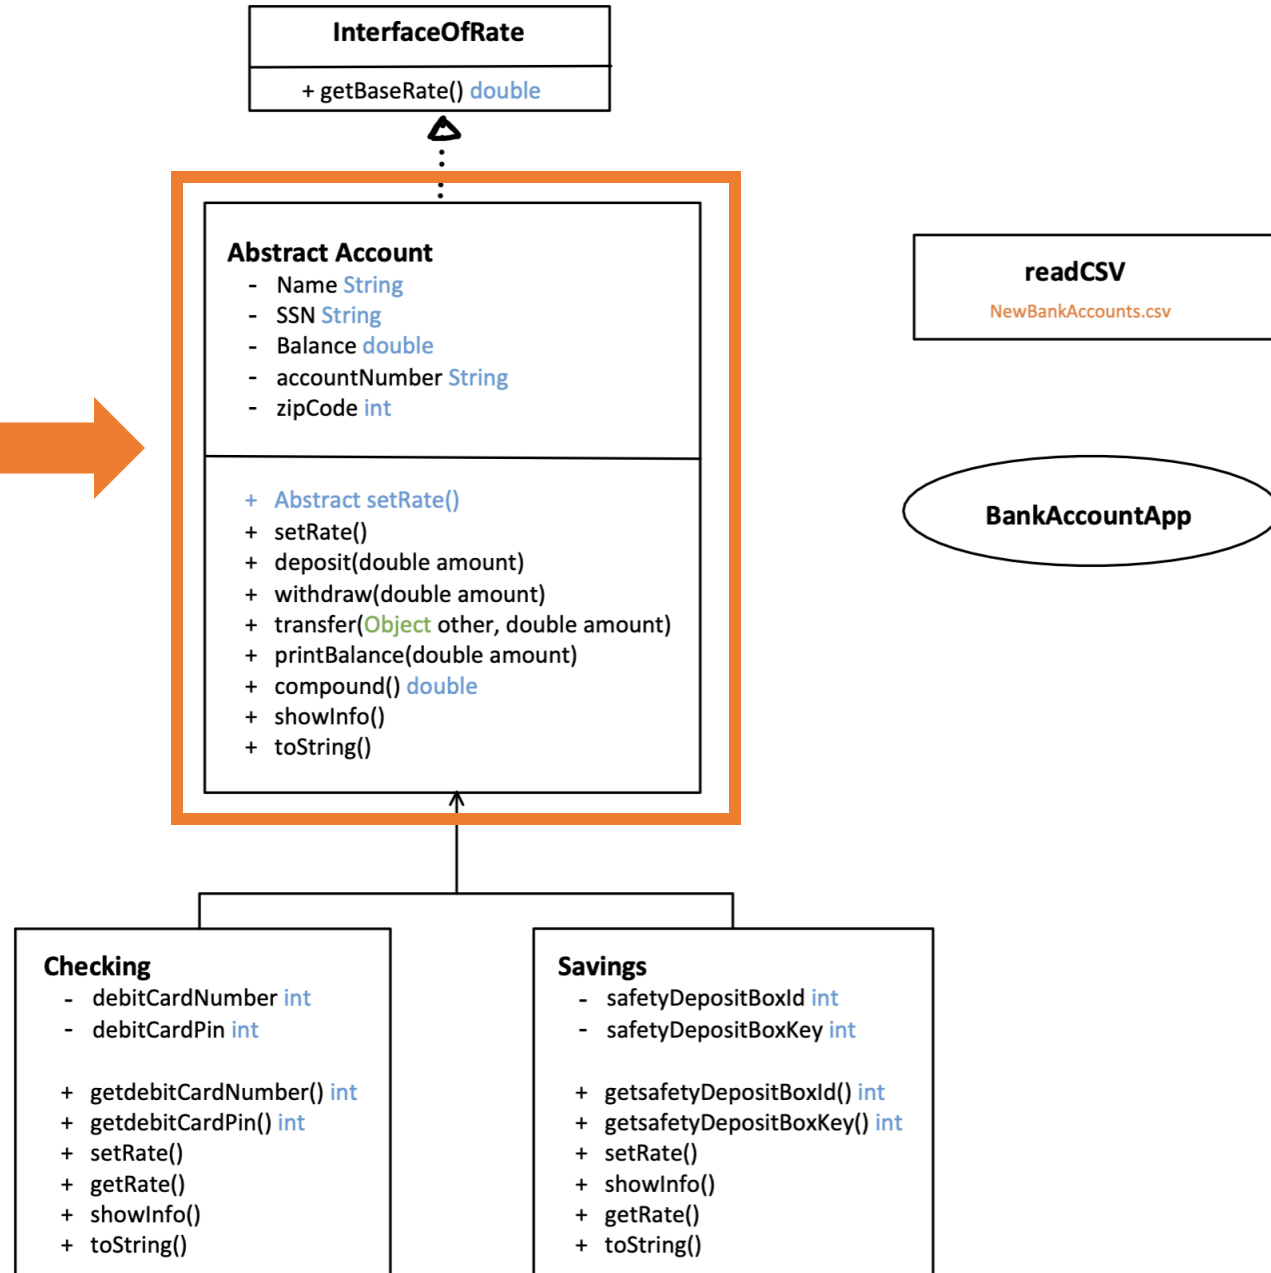 InterfaceOfRate
+ getBaseRate() double
Abstract Account
- Name String
- SSN String
- Balance double
- accountNumber String
- zipCode int
+ Abstract setRate()
+ setRate()
+ deposit(double amount)
+ withdraw(double amount)
+ transfer(Object other, double amount)
+ printBalance(double amount)
+ compound() double
+ showInfo()
+ toString()
readCSV
NewBankAccounts.csv
BankAccountApp
Checking
- debitCardNumber int
- debitCardPin int
+ getdebitCardNumber() int
+ getdebitCardPin() int
+ setRate()
+ getRate()
+ showInfo()
+ toString()
Savings
- safetyDepositBoxId int
- safetyDepositBoxKey int
+ getsafetyDepositBoxId() int
+ getsafetyDepositBoxKey() int
+ setRate()
+ showInfo()
+ getRate()
+ toString()